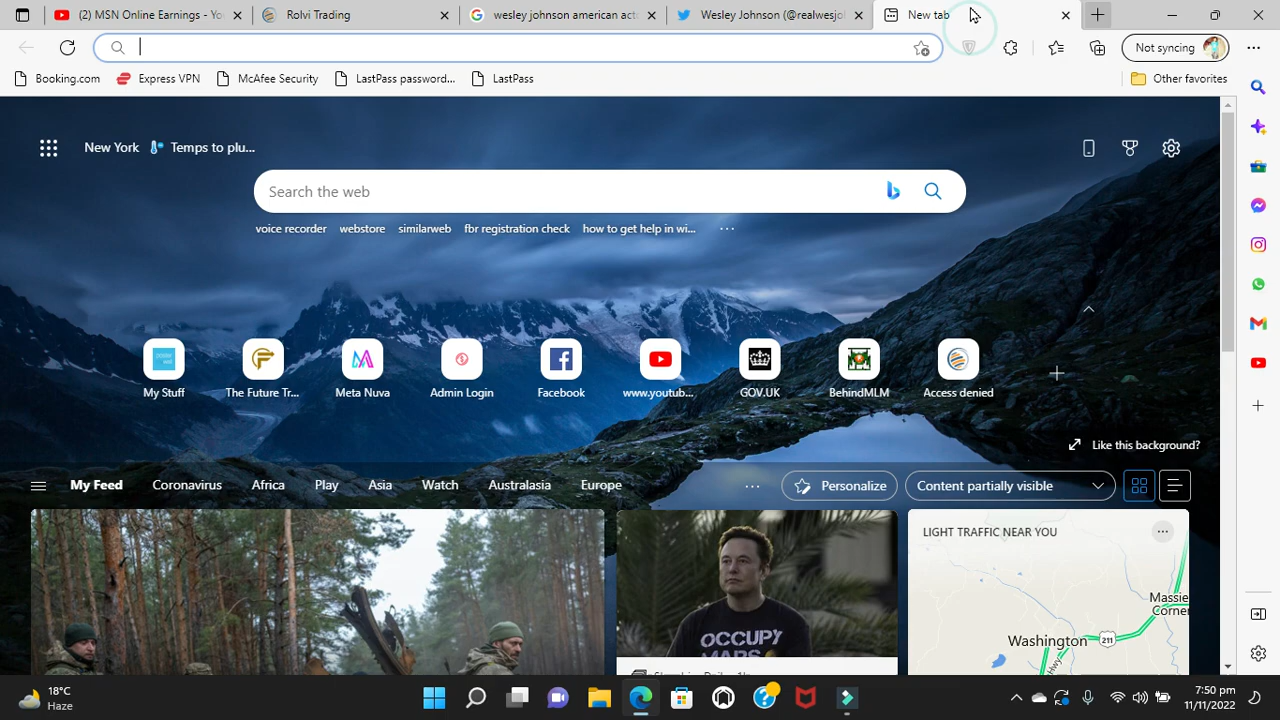 (2) MSN Online Earnings - Yo
Rolvi Trading
wesley johnson american acto
Wesley Johnson (@realwesjol
New tab
Not syncing
Booking.com
Express VPN
McAfee Security
LastPass password...
LastPass
Other favorites
New York
Temps to plu...
Search the web
voice recorder
webstore
similarweb
fbr registration check
how to get help in wi...
My Stuff
The Future Tr...
Meta Nuva
Admin Login
Facebook
www.youtub...
GOV.UK
BehindMLM
Access denied
Like this background?
My Feed
Coronavirus
Africa
Play
Asia
Watch
Australasia
Europe
Personalize
Content partially visible
OCCUPY
MARS
LIGHT TRAFFIC NEAR YOU
Massie
Corner
Washington
211
Hwy
18°C
Haze
7:50 pm
11/11/2022